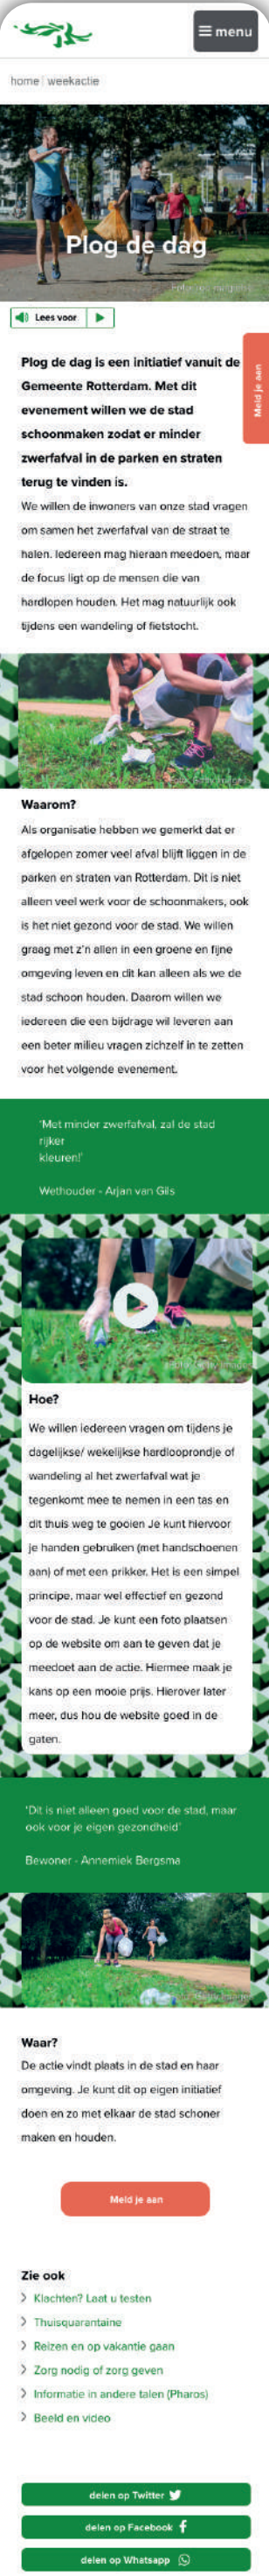 menu
home | weekactie
Plog de dag
Lees voor
Meld je aan
Plog de dag is een initiatief vanuit de
Gemeente Rotterdam. Met dit
evenement willen we de stad
schoonmaken zodat er minder
zwerfafval in de parken en straten
terug te vinden is.
We willen de inwoners van onze stad vragen
om samen het zwerfafval van de straat te
halen. Iedereen mag hieraan meedoen, maar
de focus ligt op de mensen die van
hardlopen houden. Het mag natuurlijk ook
tijdens een wandeling of fietstocht.
Waarom?
Als organisatie hebben we gemerkt dat er
afgelopen zomer veel afval blijft liggen in de
parken en straten van Rotterdam. Dit is niet
alleen veel werk voor de schoonmakers, ook
is het niet gezond voor de stad. We willen
graag met z'n allen in een groene en fijne
omgeving leven en dit kan alleen als we de
stad schoon houden. Daarom willen we
iedereen die een bijdrage wil leveren aan
een beter milieu vragen zichzelf in te zetten
voor het volgende evenement.
'Met minder zwerfafval, zal de stad
rijker
kleuren!'
Wethouder - Arjan van Gils
Hoe?
We willen iedereen vragen om tijdens je
dagelijkse/ wekelijkse hardlooprondje of
wandeling al het zwerfafval wat je
tegenkomt mee te nemen in een tas en
dit thuis weg te gooien Je kunt hiervoor
je handen gebruiken (met handschoenen
aan) of met een prikker. Het is een simpel
principe, maar wel effectief en gezond
voor de stad. Je kunt een foto plaatsen
op de website om aan te geven dat je
meedoet aan de actie. Hiermee maak je
kans op een mooie prijs. Hierover later
meer, dus hou de website goed in de
gaten.
'Dit is niet alleen goed voor de stad, maar
ook voor je eigen gezondheid'
Bewoner - Annemiek Bergsma
Waar?
De actie vindt plaats in de stad en haar
omgeving. Je kunt dit op eigen initiatief
doen en zo met elkaar de stad schoner
maken en houden.
Meld je aan
Zie ook
Klachten? Laat u testen
Thuisquarantaine
Reizen en op vakantie gaan
Zorg nodig of zorg geven
Informatie in andere talen (Pharos)
Beeld en video
delen op Twitter
delen op Facebook
delen op Whatsapp